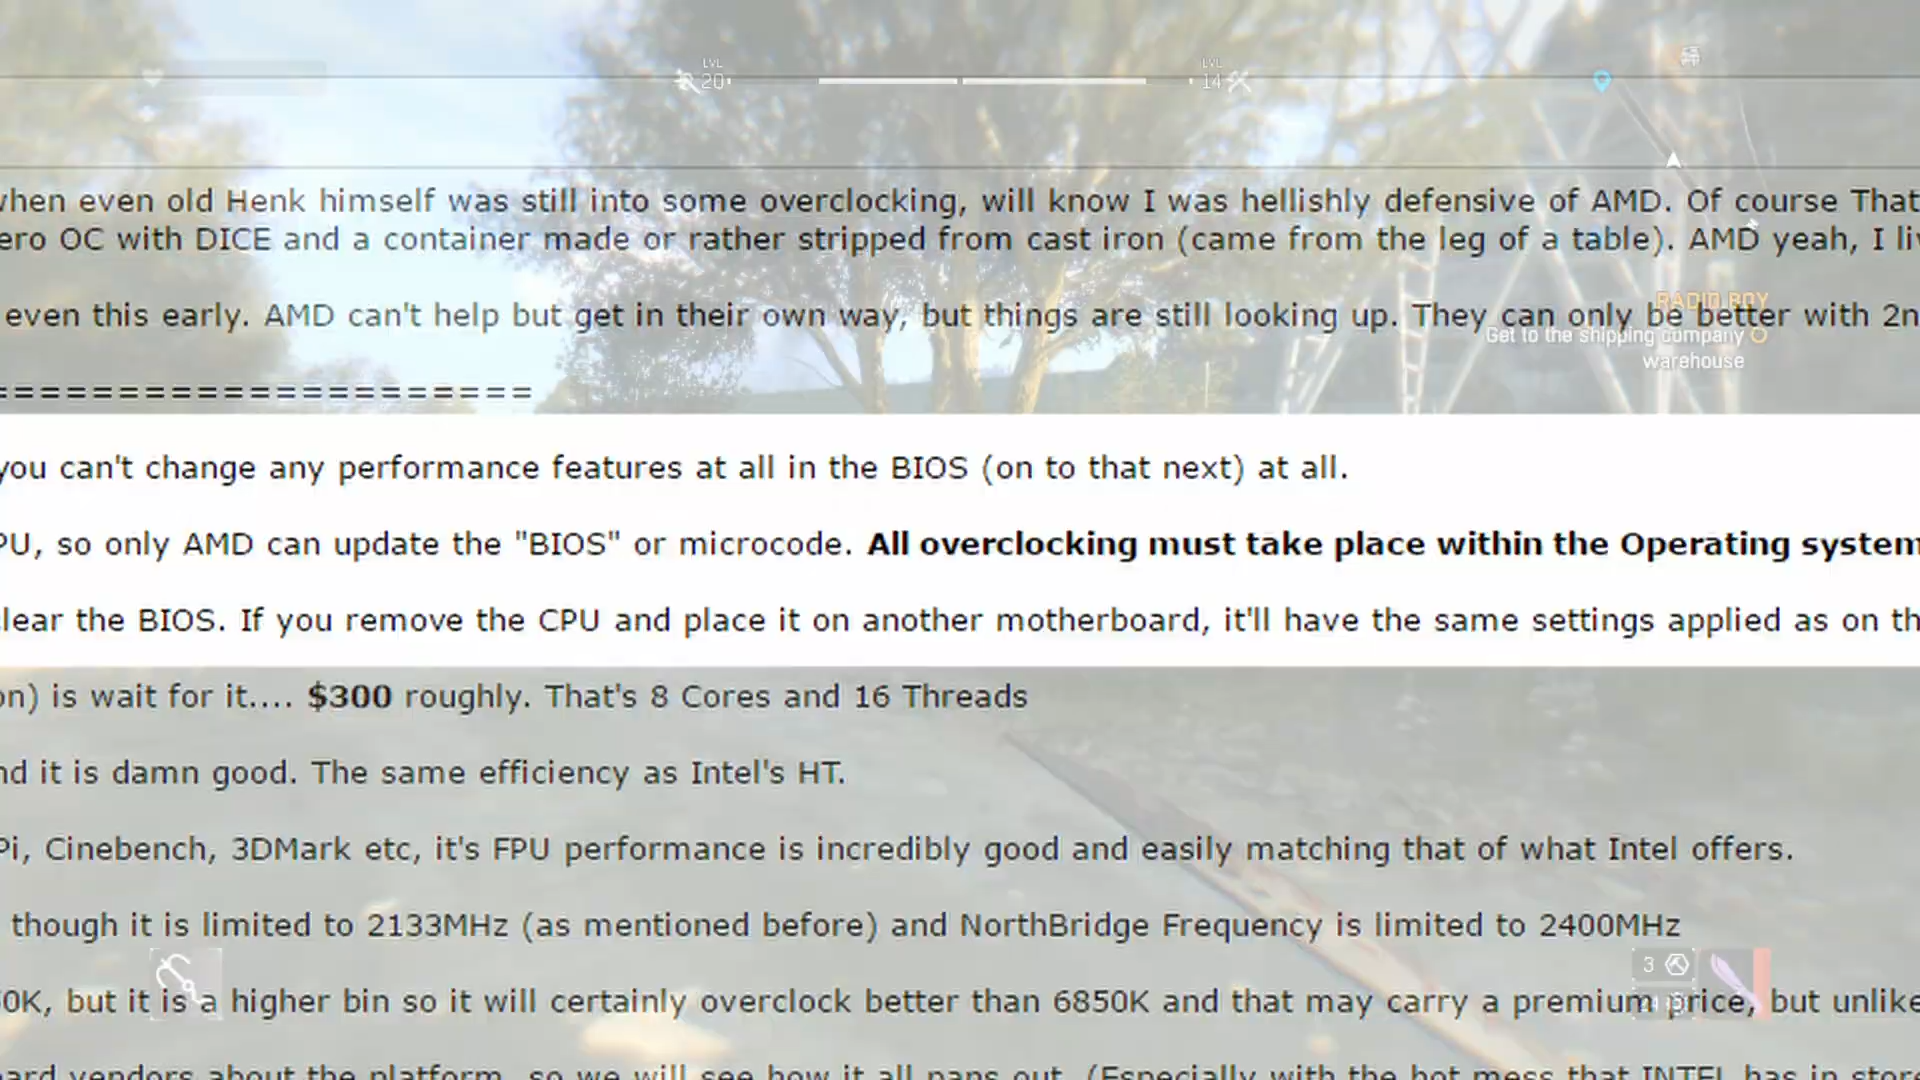 LVL
20
LVL
14
when even old Henk himself was still into some overclocking, will know I was hellishly defensive of AMD. Of course That
ero OC with DICE and a container made or rather stripped from cast iron (came from the leg of a table). AMD yeah, I liv
RADIO BOY
even this early. AMD can't help but get in their own way, but things are still looking up. They can only be better with 2n
Get to the shipping company
warehouse
=====================
you can't change any performance features at all in the BIOS (on to that next) at all.
PU, so only AMD can update the "BIOS" or microcode. All overclocking must take place within the Operating system
lear the BIOS. If you remove the CPU and place it on another motherboard, it'll have the same settings applied as on th
on) is wait for it.... $300 roughly. That's 8 Cores and 16 Threads
nd it is damn good. The same efficiency as Intel's HT.
Pi, Cinebench, 3DMark etc, it's FPU performance is incredibly good and easily matching that of what Intel offers.
though it is limited to 2133MHz (as mentioned before) and NorthBridge Frequency is limited to 2400MHz
3
50K, but it is a higher bin so it will certainly overclock better than 6850K and that may carry a premium price, but unlike
ard vendors about the platform, so we will see how it all pans out. (Especially with the hot mess that INTEL has in store